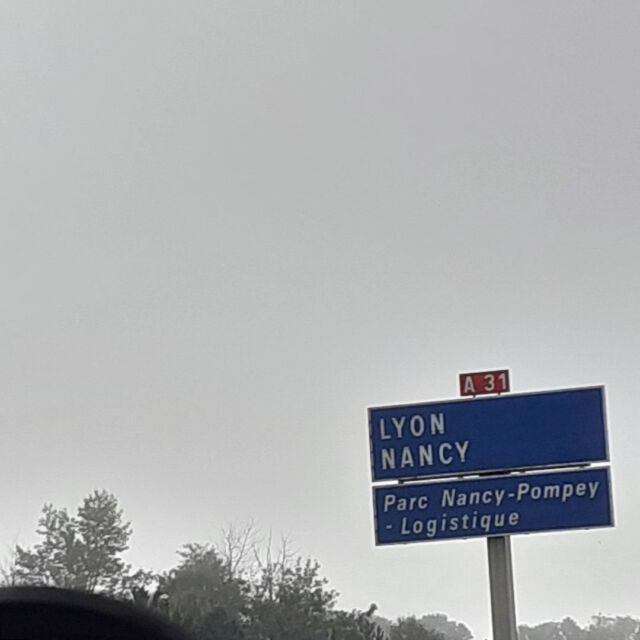 A 31
LYON
NANCY
Parc Nancy-Pompey
- Logistique